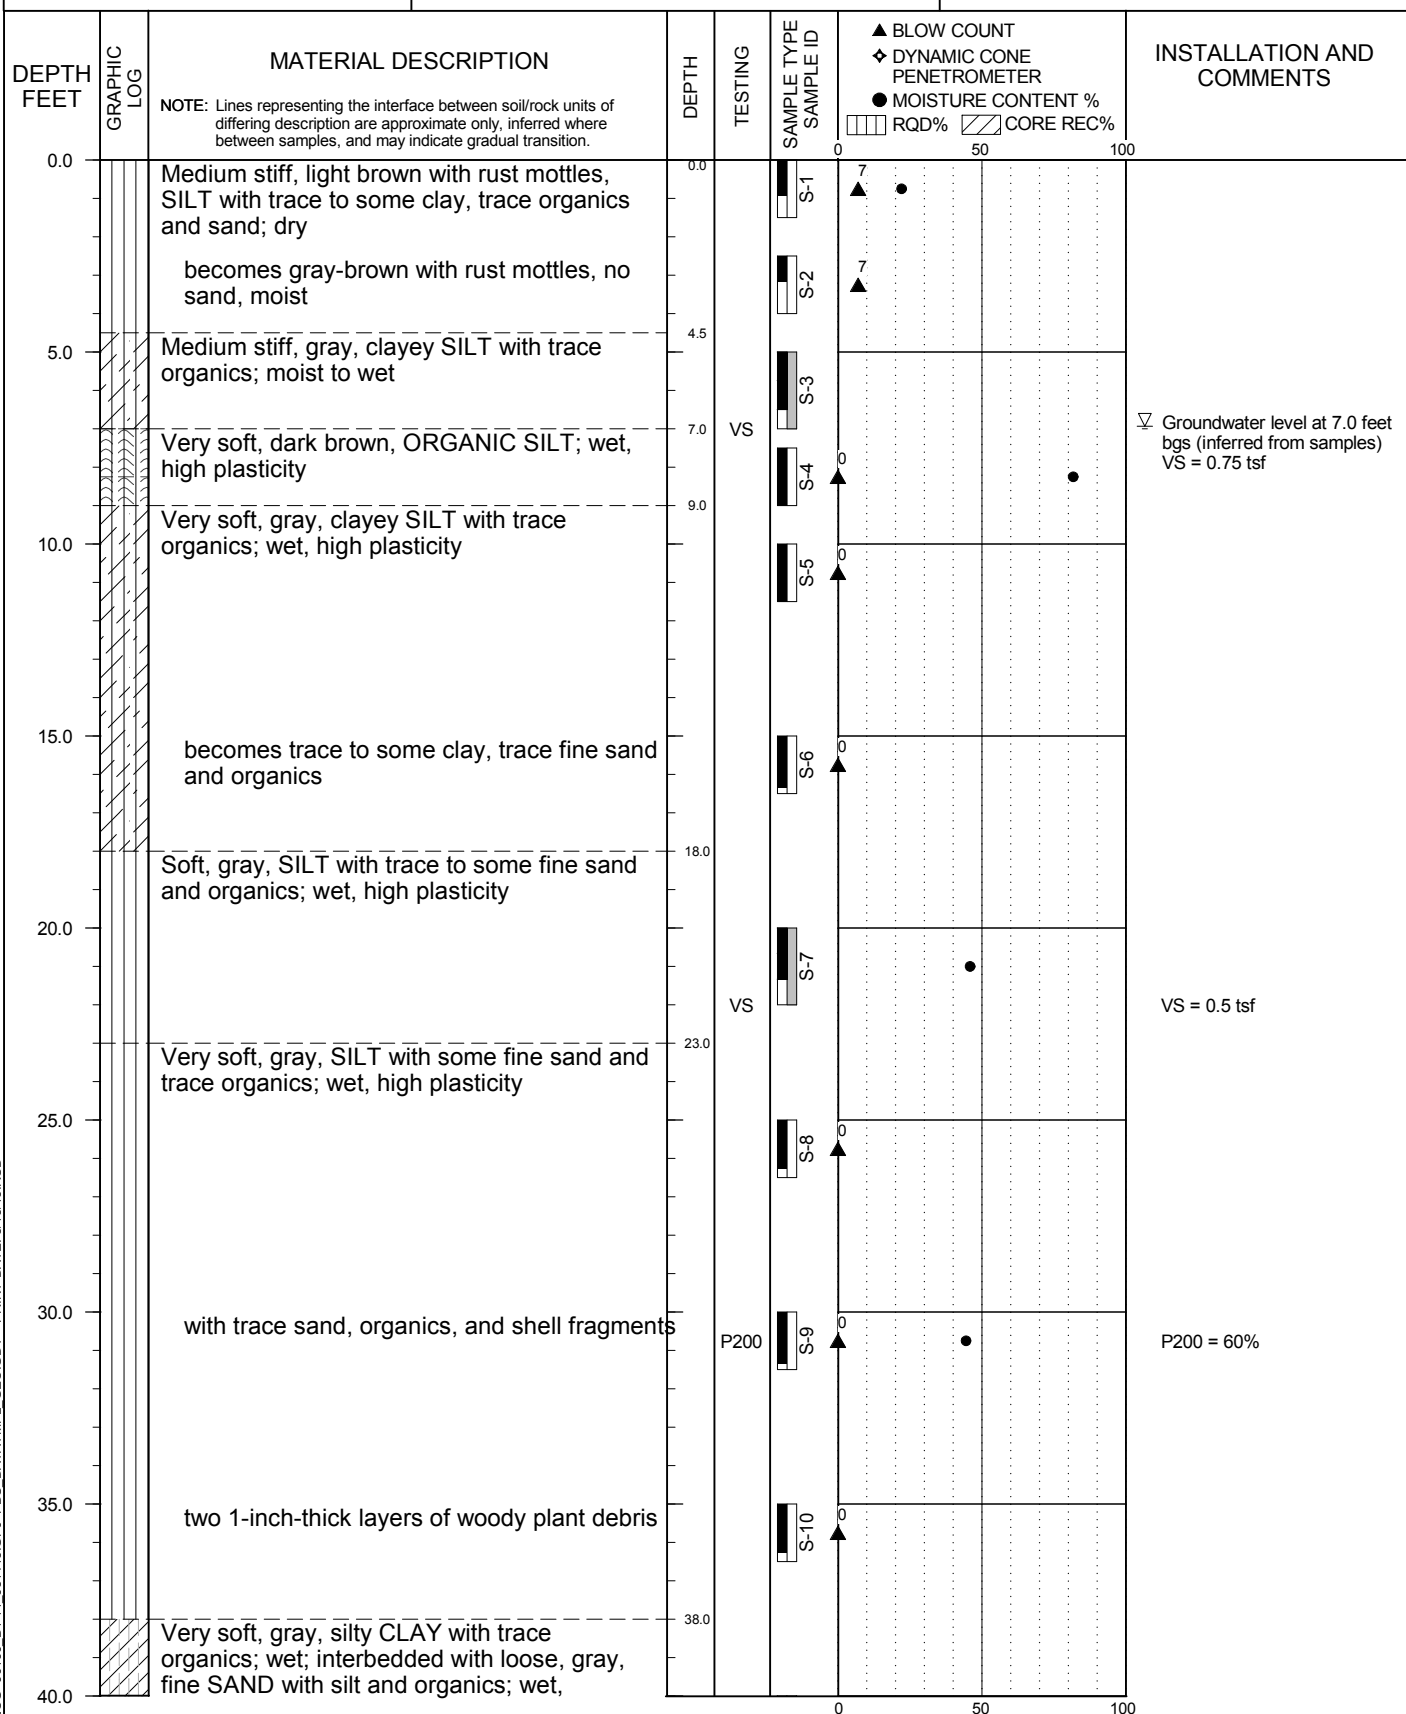 DEPTH
FEET
GRAPHIC
LOG
MATERIAL DESCRIPTION
NOTE: Lines representing the interface between soil/rock units of
differing description are approximate only, inferred where
between samples, and may indicate gradual transition.
DEPTH
TESTING
SAMPLE TYPE
SAMPLE ID
▲ BLOW COUNT
DYNAMIC CONE
PENETROMETER
● MOISTURE CONTENT %
RQD% CORE REC%
0 50 100
INSTALLATION AND
COMMENTS
0.0
Medium stiff, light brown with rust mottles,
SILT with trace to some clay, trace organics
and sand; dry
0.0
S-1
7
becomes gray-brown with rust mottles, no
sand, moist
S-2
7
4.5
5.0
Medium stiff, gray, clayey SILT with trace
organics; moist to wet
S-3
7.0
VS
Groundwater level at 7.0 feet
bgs (inferred from samples)
VS = 0.75 tsf
Very soft, dark brown, ORGANIC SILT; wet,
high plasticity
S-4
0
9.0
Very soft, gray, clayey SILT with trace
organics; wet, high plasticity
10.0
S-5
0
15.0
becomes trace to some clay, trace fine sand
and organics
S-6
0
18.0
Soft, gray, SILT with trace to some fine sand
and organics; wet, high plasticity
20.0
S-7
VS
VS = 0.5 tsf
23.0
Very soft, gray, SILT with some fine sand and
trace organics; wet, high plasticity
25.0
S-8
0
30.0
with trace sand, organics, and shell fragments
P200
S-9
0
P200 = 60%
35.0
two 1-inch-thick layers of woody plant debris
S-10
0
38.0
Very soft, gray, silty CLAY with trace
organics; wet; interbedded with loose, gray,
fine SAND with silt and organics; wet,
40.0
0 50 100